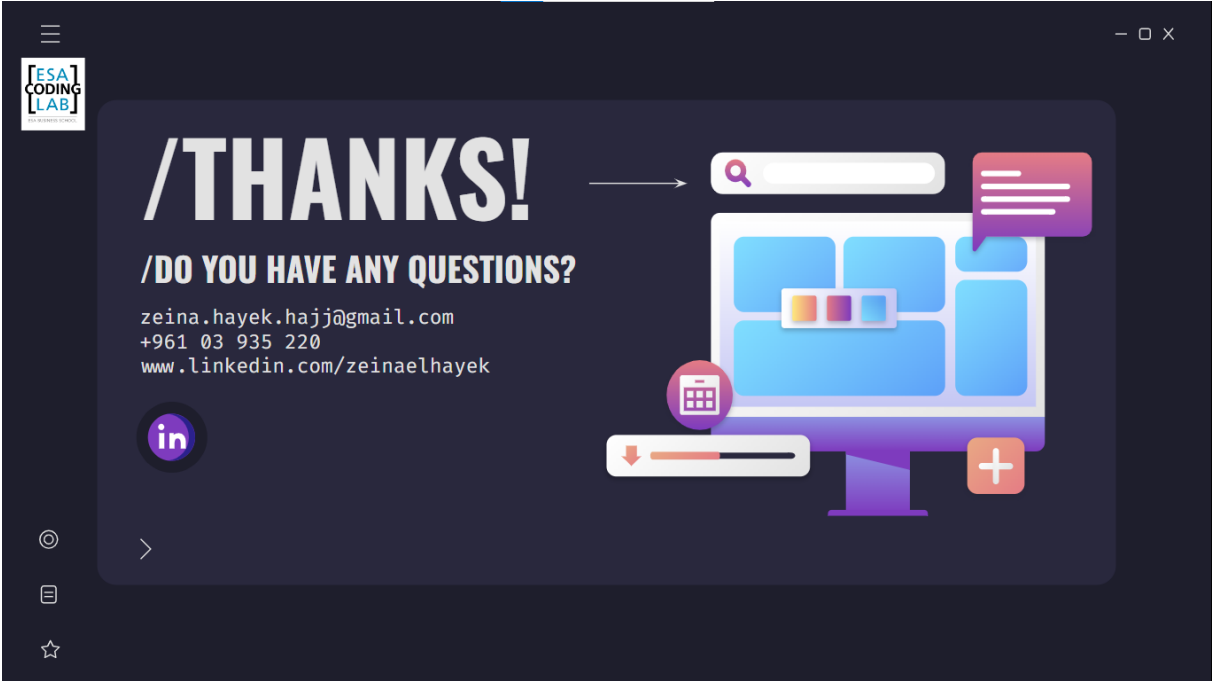 [ESA]
CODING
[LAB]
ESA BUSINESS SCHOOL
/THANKS!
/DO YOU HAVE ANY QUESTIONS?
zeina.hayek.hajj@gmail.com
+961 03 935 220
www.linkedin.com/zeinaelhayek
in